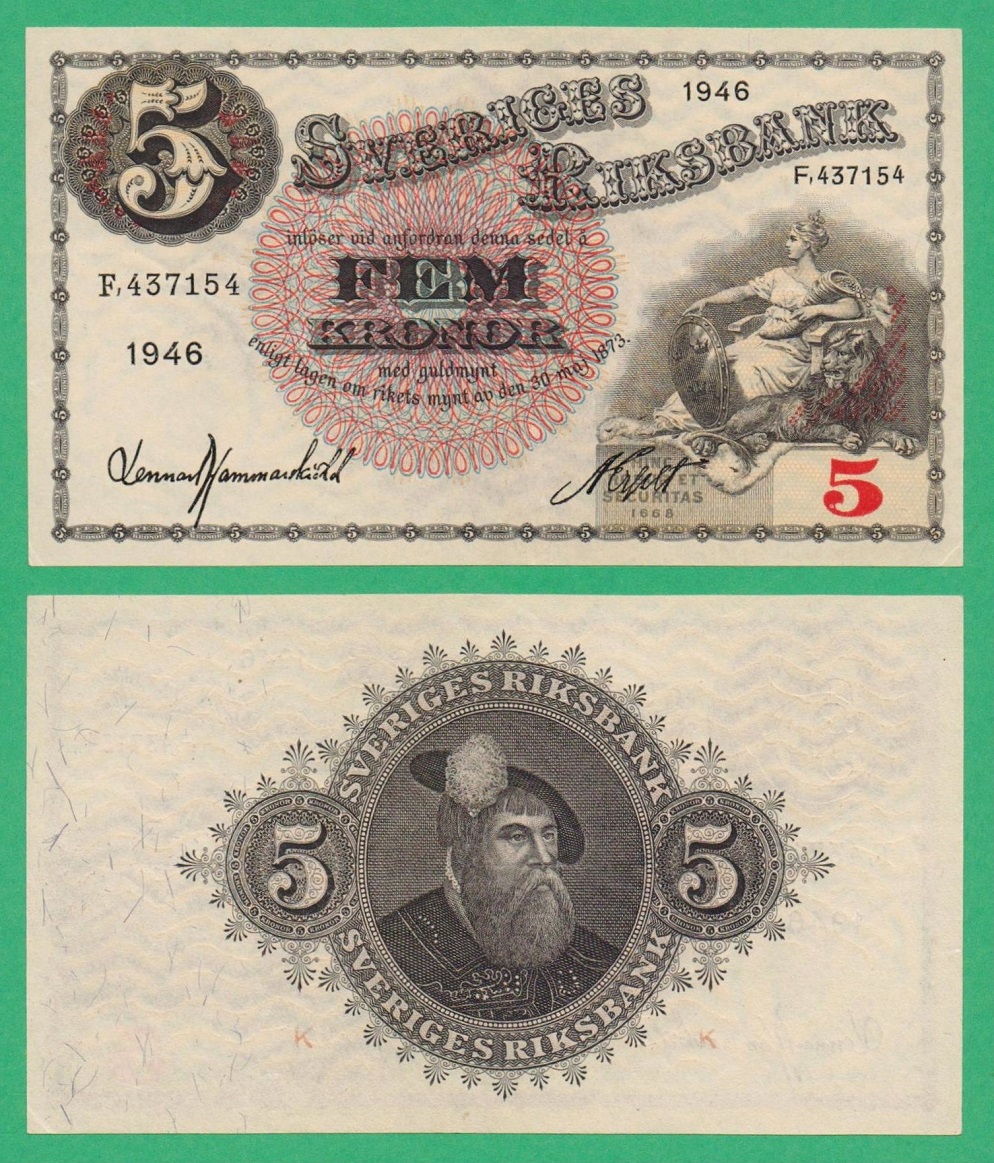 5
SVERIGES
1946
RIKSBANK
F,437154
inlöser vid anfordran denna sedel å
F,437154
FEM
KRONOR
1946
med guldmynt
enligt lagen om rikets mynt av den 30 maj 1873.
Lennart Hammarskiöld
ET
SECURITAS
1668
5
SVERIGES RIKSBANK
5
5
SVERIGES RIKSBANK
K
K